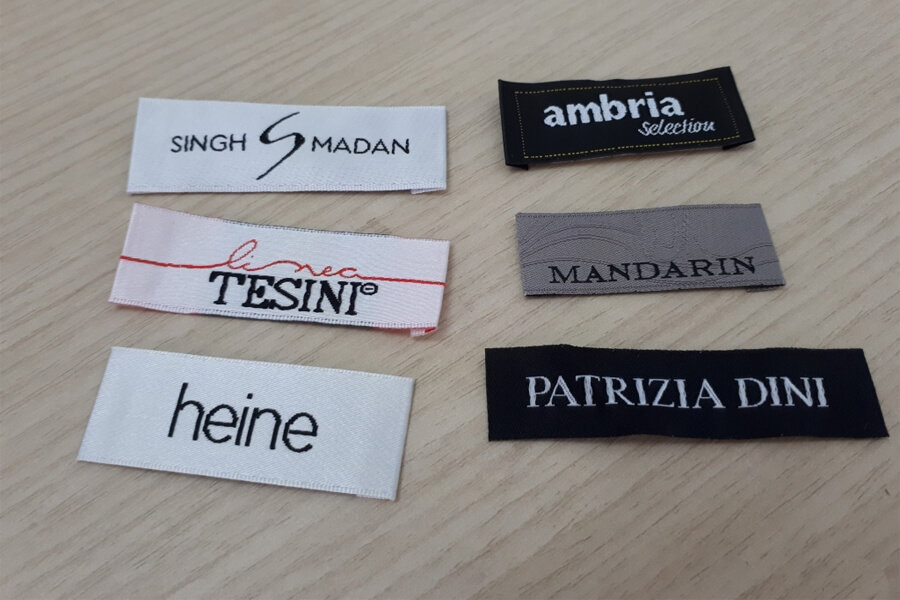 SINGH MADAN
ambria
selection
linea
TESINI
MANDARIN
heine
PATRIZIA DINI